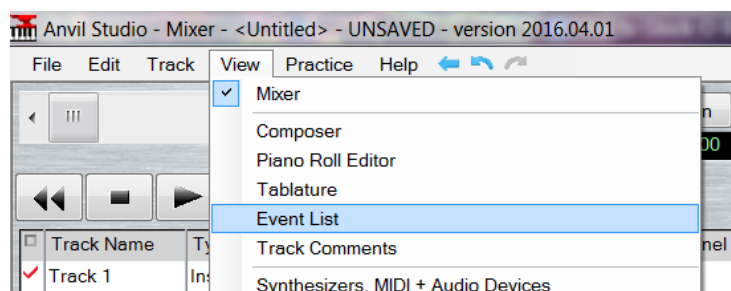 Anvil Studio - Mixer - <Untitled> - UNSAVED - version 2016.04.01
File Edit Track View Practice Help
Mixer
Composer
Piano Roll Editor
Tablature
Event List
Track Comments
Synthesizers, MIDI + Audio Devices
Track Name
Track 1